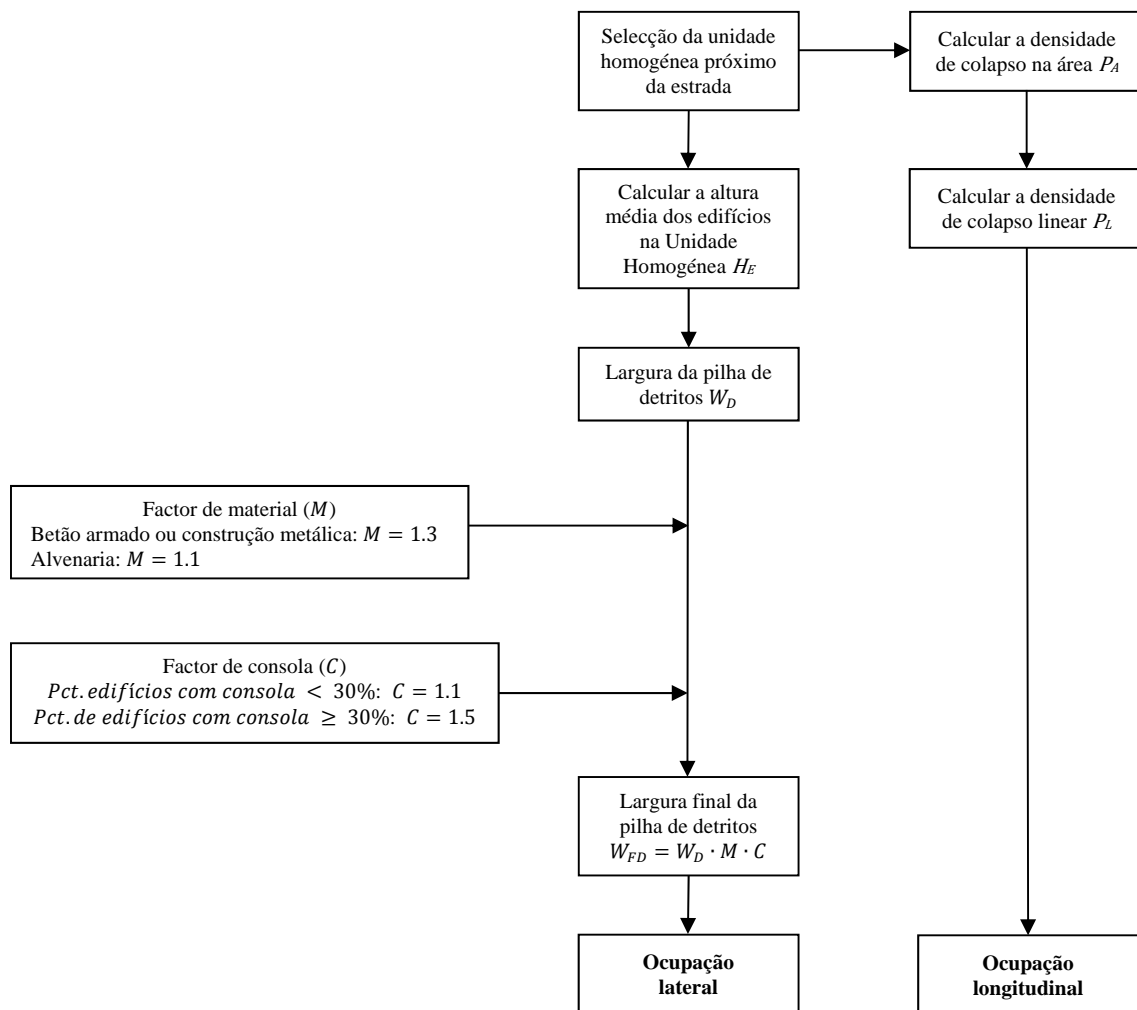 Selecção da unidade
homogénea próximo
da estrada
Calcular a densidade
de colapso na área P_A
Calcular a altura
média dos edifícios
na Unidade
Homogénea H_E
Calcular a densidade
de colapso linear P_L
Largura da pilha de
detritos W_D
Factor de material (M)
Betão armado ou construção metálica: M = 1.3
Alvenaria: M = 1.1
Factor de consola (C)
Pct. edifícios com consola < 30%: C = 1.1
Pct. de edifícios com consola ≥ 30%: C = 1.5
Largura final da
pilha de detritos
W_FD = W_D · M · C
Ocupação
lateral
Ocupação
longitudinal